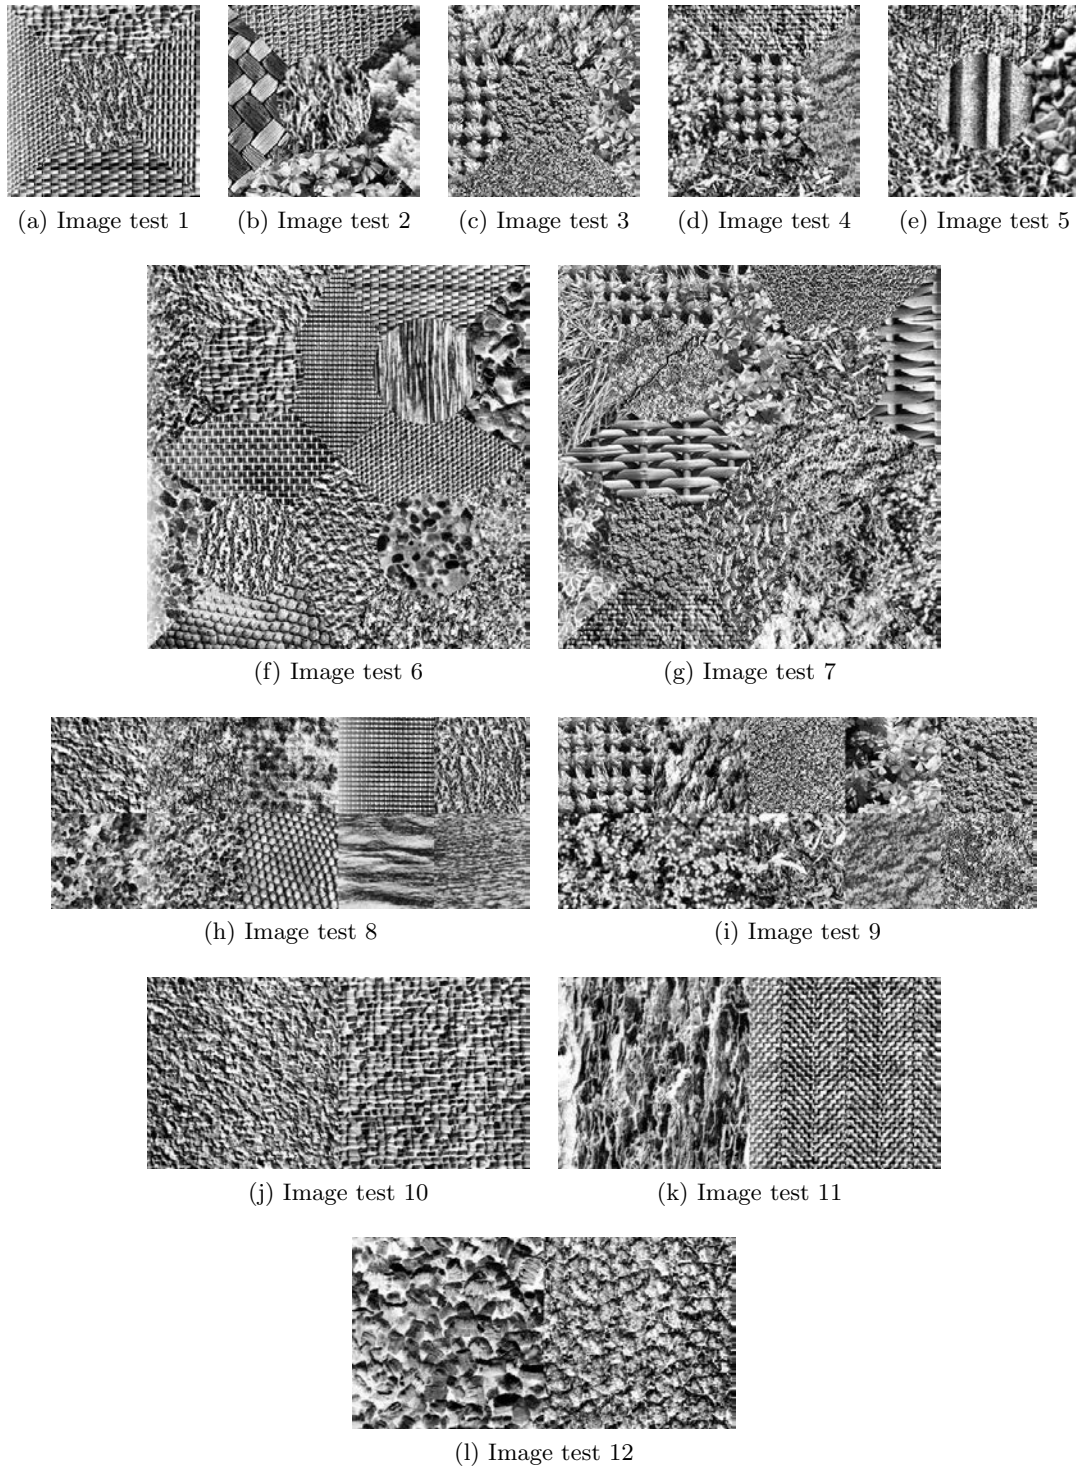 (a) Image test 1
(b) Image test 2
(c) Image test 3
(d) Image test 4
(e) Image test 5
(f) Image test 6
(g) Image test 7
(h) Image test 8
(i) Image test 9
(j) Image test 10
(k) Image test 11
(l) Image test 12